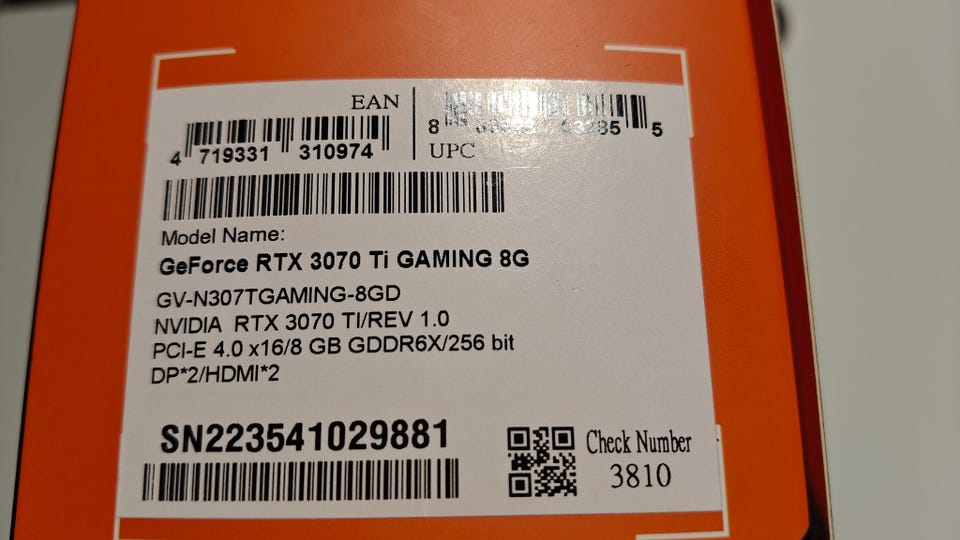 EAN
4 719331 310974
8 5
UPC
Model Name:
GeForce RTX 3070 Ti GAMING 8G
GV-N307TGAMING-8GD
NVIDIA RTX 3070 TI/REV 1.0
PCI-E 4.0 x16/8 GB GDDR6X/256 bit
DP*2/HDMI*2
SN223541029881
Check Number
3810